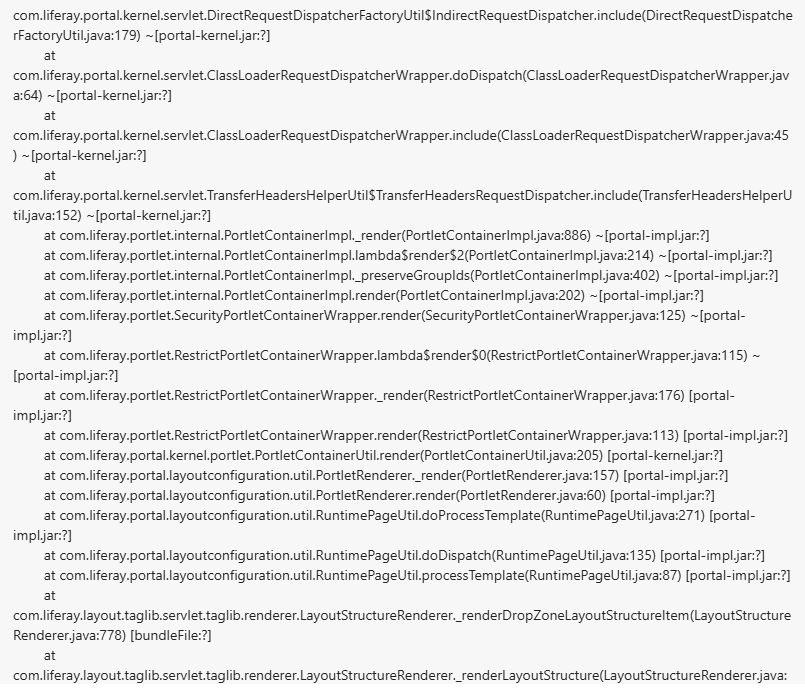 com.liferay.portal.kernel.servlet.DirectRequestDispatcherFactoryUtil$IndirectRequestDispatcher.include(DirectRequestDispatche
rFactoryUtil.java:179) ~[portal-kernel.jar:?]
at
com.liferay.portal.kernel.servlet.ClassLoaderRequestDispatcherWrapper.doDispatch(ClassLoaderRequestDispatcherWrapper.jav
a:64) ~[portal-kernel.jar:?]
at
com.liferay.portal.kernel.servlet.ClassLoaderRequestDispatcherWrapper.include(ClassLoaderRequestDispatcherWrapper.java:45
) ~[portal-kernel.jar:?]
at
com.liferay.portal.kernel.servlet.TransferHeadersHelperUtil$TransferHeadersRequestDispatcher.include(TransferHeadersHelperU
til.java:152) ~[portal-kernel.jar:?]
at com.liferay.portlet.internal.PortletContainerImpl._render(PortletContainerImpl.java:886) ~[portal-impl.jar:?]
at com.liferay.portlet.internal.PortletContainerImpl.lambda$render$2(PortletContainerImpl.java:214) ~[portal-impl.jar:?]
at com.liferay.portlet.internal.PortletContainerImpl._preserveGroupIds(PortletContainerImpl.java:402) ~[portal-impl.jar:?]
at com.liferay.portlet.internal.PortletContainerImpl.render(PortletContainerImpl.java:202) ~[portal-impl.jar:?]
at com.liferay.portlet.SecurityPortletContainerWrapper.render(SecurityPortletContainerWrapper.java:125) ~[portal-
impl.jar:?]
at com.liferay.portlet.RestrictPortletContainerWrapper.lambda$render$0(RestrictPortletContainerWrapper.java:115) ~
[portal-impl.jar:?]
at com.liferay.portlet.RestrictPortletContainerWrapper._render(RestrictPortletContainerWrapper.java:176) [portal-
impl.jar:?]
at com.liferay.portlet.RestrictPortletContainerWrapper.render(RestrictPortletContainerWrapper.java:113) [portal-impl.jar:?]
at com.liferay.portal.kernel.portlet.PortletContainerUtil.render(PortletContainerUtil.java:205) [portal-kernel.jar:?]
at com.liferay.portal.layoutconfiguration.util.PortletRenderer._render(PortletRenderer.java:157) [portal-impl.jar:?]
at com.liferay.portal.layoutconfiguration.util.PortletRenderer.render(PortletRenderer.java:60) [portal-impl.jar:?]
at com.liferay.portal.layoutconfiguration.util.RuntimePageUtil.doProcessTemplate(RuntimePageUtil.java:271) [portal-
impl.jar:?]
at com.liferay.portal.layoutconfiguration.util.RuntimePageUtil.doDispatch(RuntimePageUtil.java:135) [portal-impl.jar:?]
at com.liferay.portal.layoutconfiguration.util.RuntimePageUtil.processTemplate(RuntimePageUtil.java:87) [portal-impl.jar:?]
at
com.liferay.layout.taglib.servlet.taglib.renderer.LayoutStructureRenderer._renderDropZoneLayoutStructureItem(LayoutStructure
Renderer.java:778) [bundleFile:?]
at
com.liferay.layout.taglib.servlet.taglib.renderer.LayoutStructureRenderer._renderLayoutStructure(LayoutStructureRenderer.java: